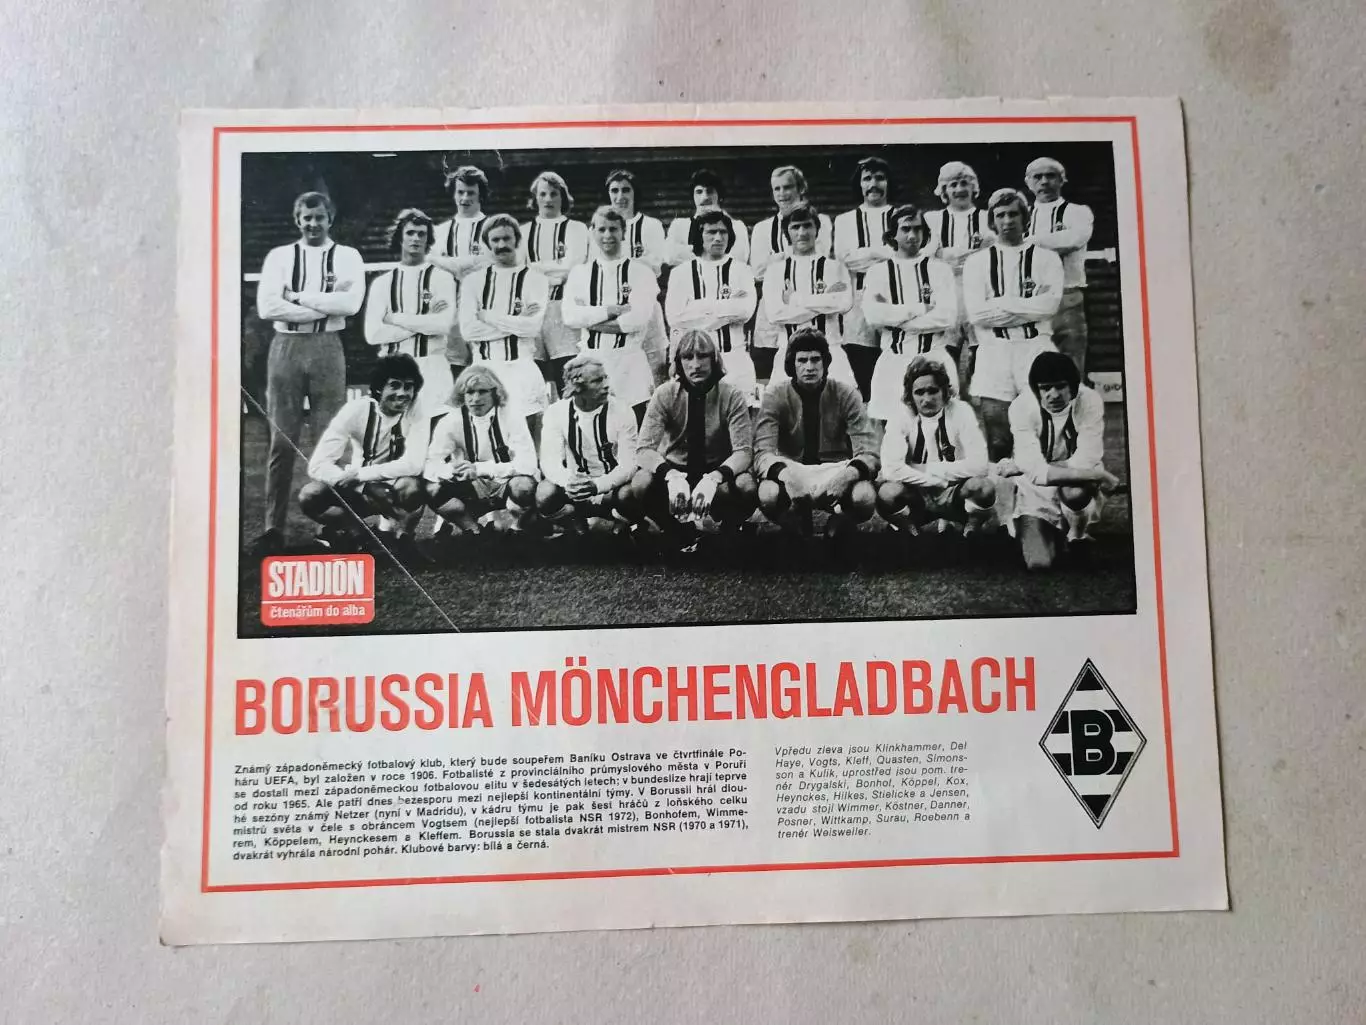 STADIÓN
čtenářům do alba
BORUSSIA MÖNCHENGLADBACH
Známý západoněmecký fotbalový klub, který bude soupeřem Baníku Ostrava ve čtvrtfinále Po-
háru UEFA, byl založen v roce 1906. Fotbalisté z provinciálního průmyslového města v Poruří
se dostali mezi západoněmeckou fotbalovou elitu v šedesátých letech; v bundeslize hrají teprve
od roku 1965. Ale patří dnes bezesporu mezi nejlepší kontinentální týmy. V Borussii hrál dlou-
hé sezóny známý Netzer (nyní v Madridu), v kádru týmu je pak šest hráčů z loňského celku
mistrů světa v čele s obráncem Vogtsem (nejlepší fotbalista NSR 1972), Bonhofem, Wimme-
rem, Köppelem, Heynckesem a Kleffem. Borussia se stala dvakrát mistrem NSR (1970 a 1971),
dvakrát vyhrála národní pohár. Klubové barvy: bílá a černá.
Vpředu zleva jsou Klinkhammer, Del
Haye, Vogts, Kleff, Quasten, Simons-
son a Kulik, uprostřed jsou pom. tre-
nér Drygalski, Bonhof, Köppel, Kox,
Heynckes, Hilkes, Stielicke a Jensen,
vzadu stojí Wimmer, Köstner, Danner,
Posner, Wittkamp, Surau, Roebenn a
trenér Weisweiler.
B